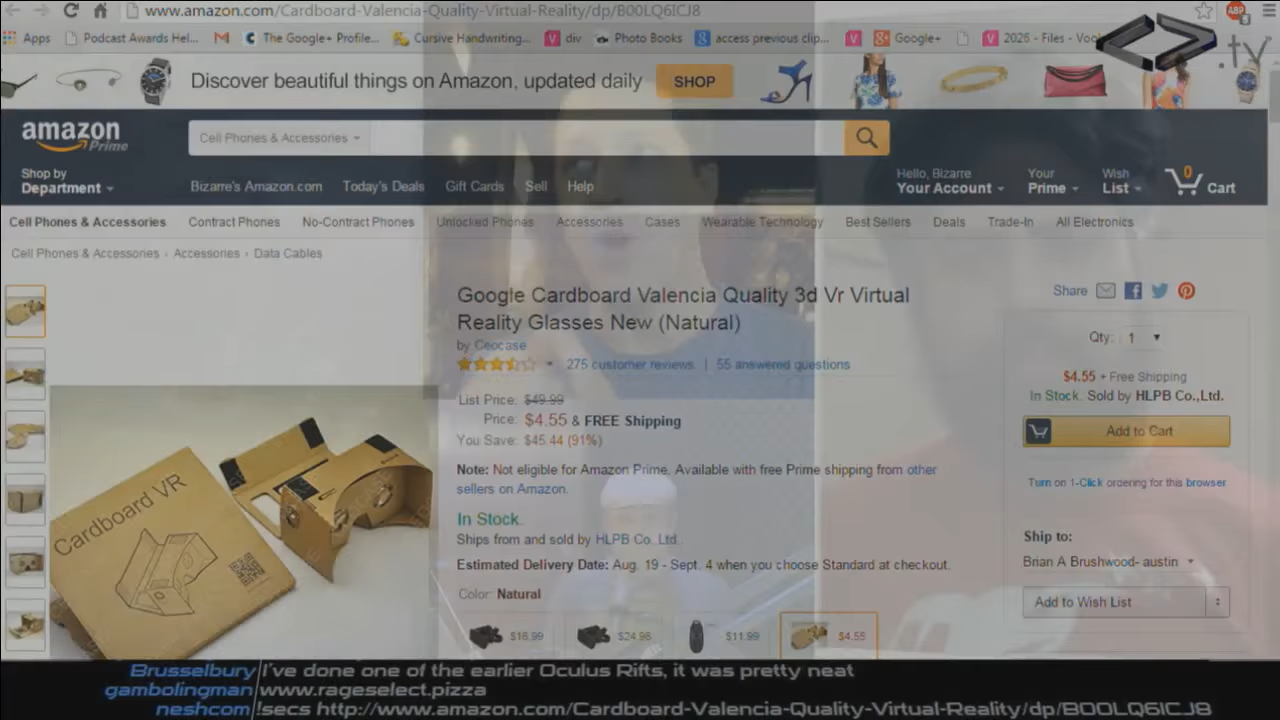 www.amazon.com/Cardboard-Valencia-Quality-Virtual-Reality/dp/B00LQ6ICJ8
ABP
Apps
Podcast Awards Hel...
The Google+ Profile...
Cursive Handwriting...
div
Photo Books
access previous clip...
Google+
.tv
Discover beautiful things on Amazon, updated daily
SHOP
amazon
Prime
Cell Phones & Accessories
Shop by
Department
Bizarre's Amazon.com
Today's Deals
Gift Cards
Sell
Help
Hello, Bizarre
Your Account
Your
Prime
Wish
List
0
Cart
Cell Phones & Accessories
Contract Phones
No-Contract Phones
Unlocked Phones
Accessories
Cases
Wearable Technology
Best Sellers
Deals
Trade-In
All Electronics
Cell Phones & Accessories › Accessories › Data Cables
Google Cardboard Valencia Quality 3d Vr Virtual
Reality Glasses New (Natural)
by Ceocase
275 customer reviews | 55 answered questions
List Price: $49.99
Price: $4.55 & FREE Shipping
You Save: $45.44 (91%)
Note: Not eligible for Amazon Prime. Available with free Prime shipping from other
sellers on Amazon.
In Stock.
Ships from and sold by HLPB Co. Ltd.
Estimated Delivery Date: Aug. 19 - Sept. 4 when you choose Standard at checkout.
Color: Natural
$16.99
$24.96
$11.99
$4.55
Cardboard VR
Share
Qty: 1
$4.55 + Free Shipping
In Stock. Sold by HLPB Co.,Ltd.
Add to Cart
Turn on 1-Click ordering for this browser
Ship to:
Brian A Brushwood- austin
Add to Wish List
Brusselbury I've done one of the earlier Oculus Rifts, it was pretty neat
gambolingman www.rageselect.pizza
neshcom !secs http://www.amazon.com/Cardboard-Valencia-Quality-Virtual-Reality/dp/B00LQ6ICJ8